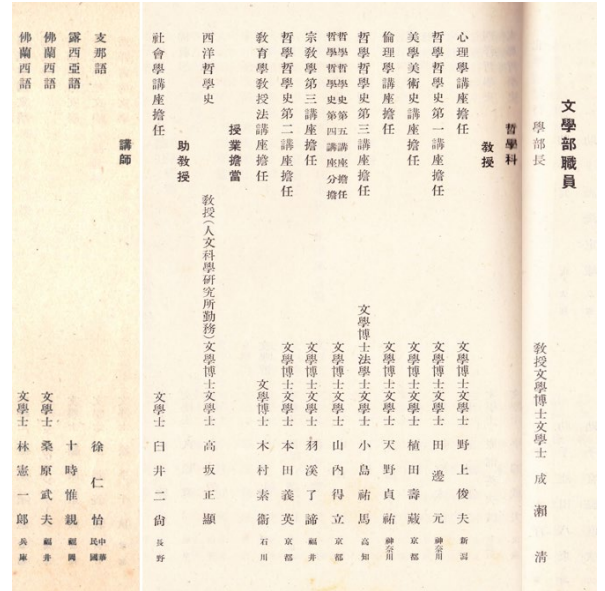 文學部職員
學部長　教授文學博士文學士　成瀨清
哲學科
教授
心理學講座擔任　文學博士文學士　野上俊夫　新潟
哲學哲學史第一講座擔任　文學博士文學士　田邊元　神奈川
美學美術史講座擔任　文學博士文學士　植田壽藏　京都
倫理學講座擔任　文學博士文學士　天野貞祐　神奈川
哲學哲學史第三講座擔任　文學博士法學士文學士　小島祐馬　高知
哲學哲學史第五講座擔任
哲學哲學史第四講座分擔　文學博士文學士　山内得立　京都
宗教學第三講座擔任　文學博士文學士　羽溪了諦　福井
哲學哲學史第二講座擔任　文學博士文學士　本田義英　京都
教育學教授法講座擔任　文學博士　木村素衞　石川
授業擔當
西洋哲學史　教授(人文科學研究所勤務)文學博士文學士　高坂正顯
助教授
社會學講座擔任　文學士　臼井二尙　長野
講師
支那語　徐仁怡　中華民國
露西亞語　十時惟親　福岡
佛蘭西語　文學士　桑原武夫　福井
佛蘭西語　文學士　林憲一郎　兵庫